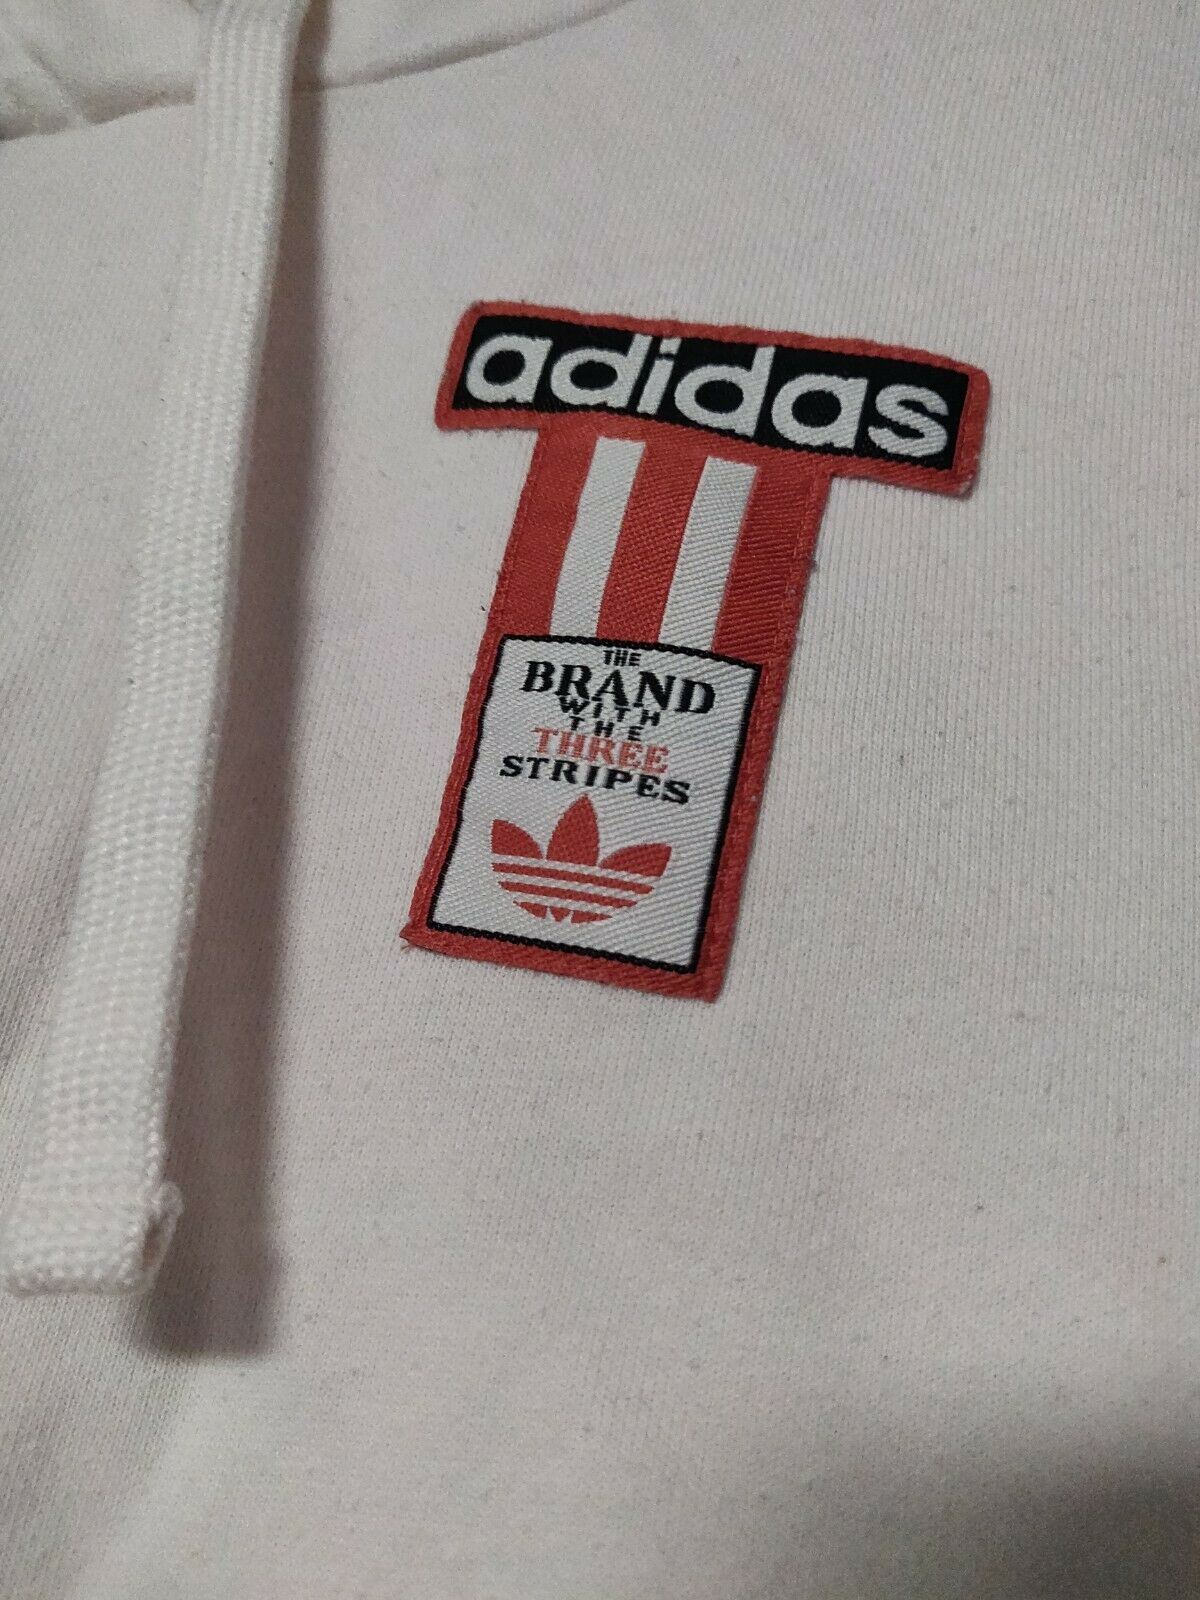 adidas
THE
BRAND
WITH
THE
THREE
STRIPES